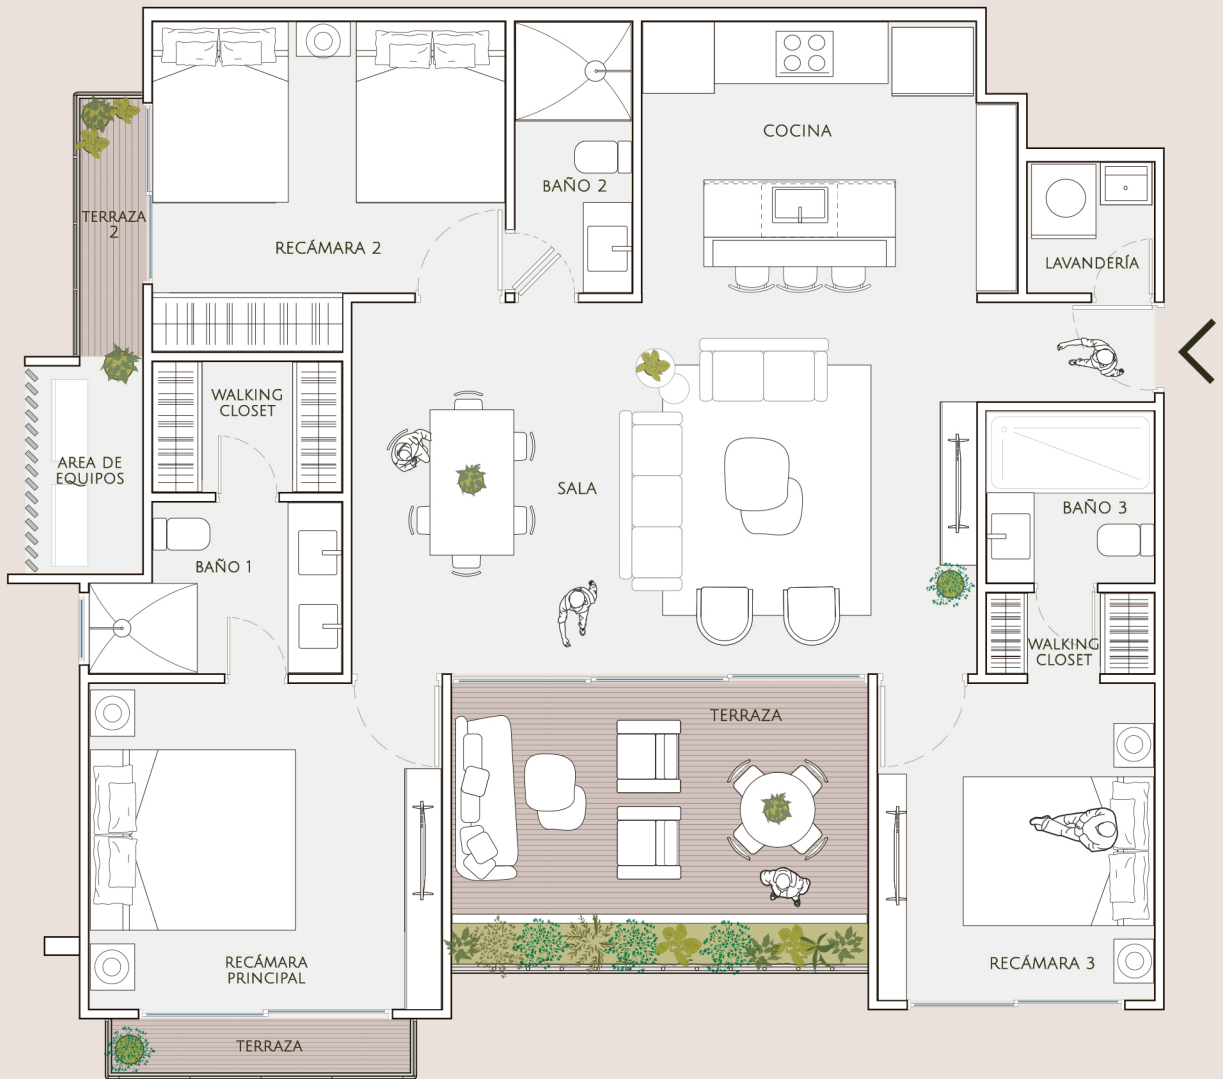 COCINA
BAÑO 2
TERRAZA
2
RECÁMARA 2
LAVANDERÍA
WALKING
CLOSET
AREA DE
EQUIPOS
SALA
BAÑO 3
BAÑO 1
WALKING
CLOSET
TERRAZA
RECÁMARA
PRINCIPAL
RECÁMARA 3
TERRAZA